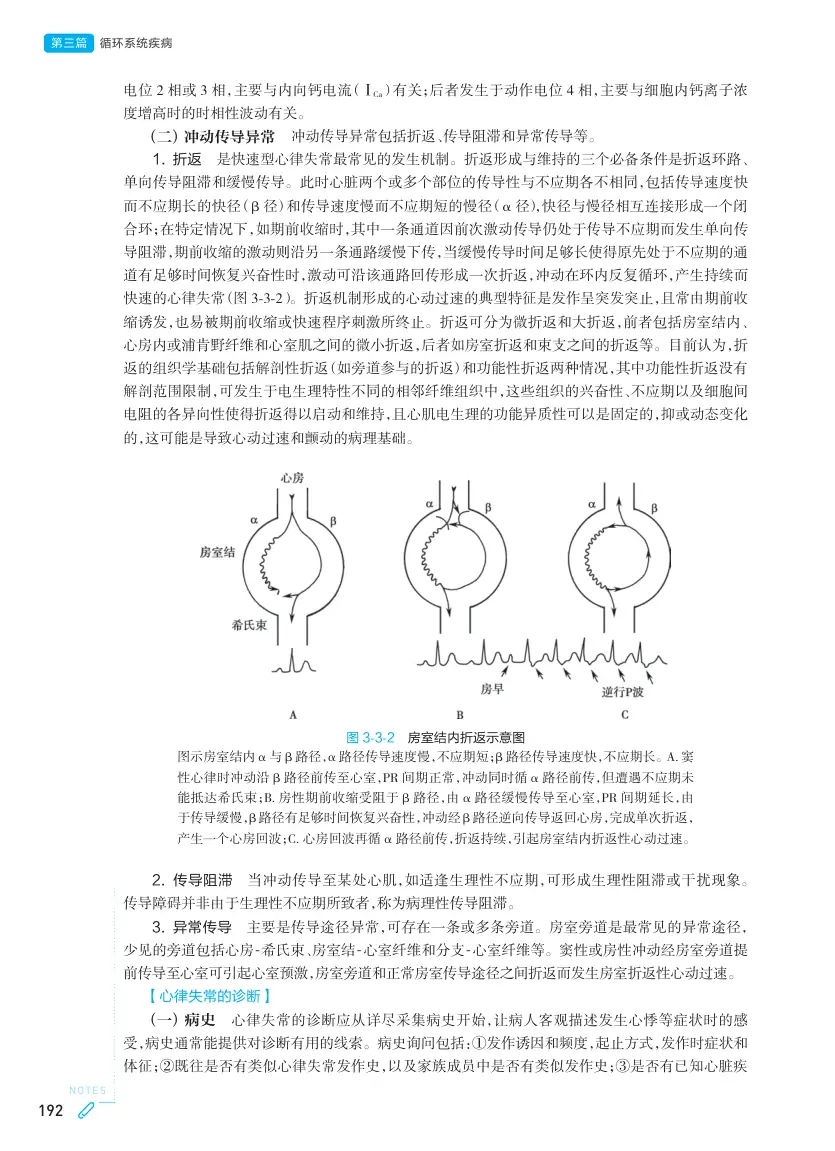 第三篇 循环系统疾病
电位 2 相或 3 相，主要与内向钙电流（ICa）有关；后者发生于动作电位 4 相，主要与细胞内钙离子浓
度增高时的时相性波动有关。
（二）冲动传导异常 冲动传导异常包括折返、传导阻滞和异常传导等。
1. 折返 是快速型心律失常最常见的发生机制。折返形成与维持的三个必备条件是折返环路、
单向传导阻滞和缓慢传导。此时心脏两个或多个部位的传导性与不应期各不相同，包括传导速度快
而不应期长的快径（β 径）和传导速度慢而不应期短的慢径（α 径），快径与慢径相互连接形成一个闭
合环；在特定情况下，如期前收缩时，其中一条通道因前次激动传导仍处于传导不应期而发生单向传
导阻滞，期前收缩的激动则沿另一条通路缓慢下传，当缓慢传导时间足够长使得原先处于不应期的通
道有足够时间恢复兴奋性时，激动可沿该通路回传形成一次折返，冲动在环内反复循环，产生持续而
快速的心律失常（图 3-3-2）。折返机制形成的心动过速的典型特征是发作呈突发突止，且常由期前收
缩诱发，也易被期前收缩或快速程序刺激所终止。折返可分为微折返和大折返，前者包括房室结内、
心房内或浦肯野纤维和心室肌之间的微小折返，后者如房室折返和束支之间的折返等。目前认为，折
返的组织学基础包括解剖性折返（如旁道参与的折返）和功能性折返两种情况，其中功能性折返没有
解剖范围限制，可发生于电生理特性不同的相邻纤维组织中，这些组织的兴奋性、不应期以及细胞间
电阻的各异向性使得折返得以启动和维持，且心肌电生理的功能异质性可以是固定的，抑或动态变化
的，这可能是导致心动过速和颤动的病理基础。
心房
α β α β α β
房室结
希氏束
房早 逆行P波
A B C
图 3-3-2 房室结内折返示意图
图示房室结内 α 与 β 路径，α 路径传导速度慢，不应期短；β 路径传导速度快，不应期长。A. 窦
性心律时冲动沿 β 路径前传至心室，PR 间期正常，冲动同时循 α 路径前传，但遭遇不应期未
能抵达希氏束；B. 房性期前收缩受阻于 β 路径，由 α 路径缓慢传导至心室，PR 间期延长，由
于传导缓慢，β 路径有足够时间恢复兴奋性，冲动经 β 路径逆向传导返回心房，完成单次折返，
产生一个心房回波；C. 心房回波再循 α 路径前传，折返持续，引起房室结内折返性心动过速。
2. 传导阻滞 当冲动传导至某处心肌，如适逢生理性不应期，可形成生理性阻滞或干扰现象。
传导障碍并非由于生理性不应期所致者，称为病理性传导阻滞。
3. 异常传导 主要是传导途径异常，可存在一条或多条旁道。房室旁道是最常见的异常途径，
少见的旁道包括心房-希氏束、房室结-心室纤维和分支-心室纤维等。窦性或房性冲动经房室旁道提
前传导至心室可引起心室预激，房室旁道和正常房室传导途径之间折返而发生房室折返性心动过速。
【心律失常的诊断】
（一）病史 心律失常的诊断应从详尽采集病史开始，让病人客观描述发生心悸等症状时的感
受，病史通常能提供对诊断有用的线索。病史询问包括：①发作诱因和频度，起止方式，发作时症状和
体征；②既往是否有类似心律失常发作史，以及家族成员中是否有类似发作史；③是否有已知心脏疾
NOTES
192